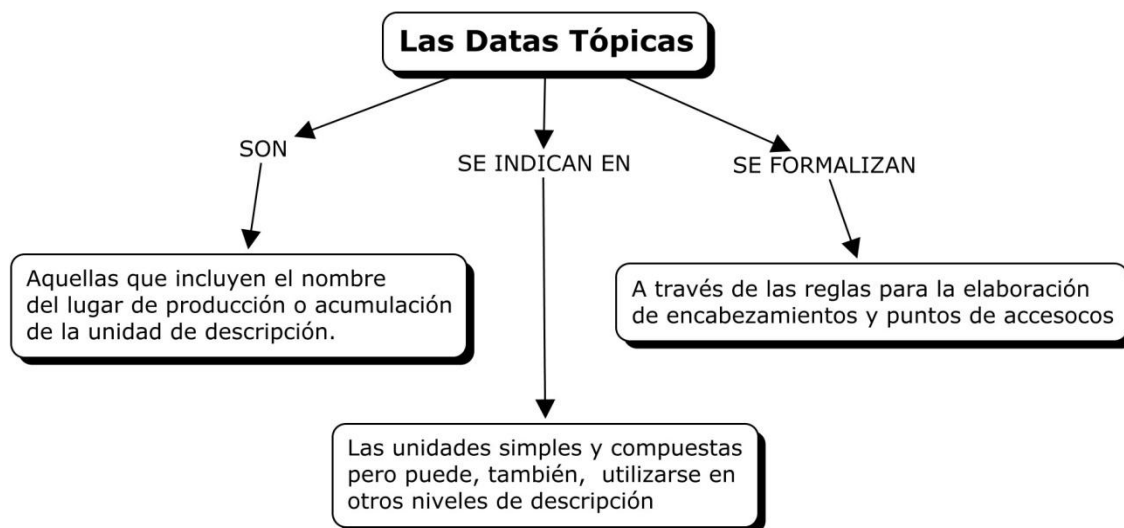 Las Datas Tópicas
SON
SE INDICAN EN
SE FORMALIZAN
Aquellas que incluyen el nombre
del lugar de producción o acumulación
de la unidad de descripción.
A través de las reglas para la elaboración
de encabezamientos y puntos de accesocos
Las unidades simples y compuestas
pero puede, también, utilizarse en
otros niveles de descripción